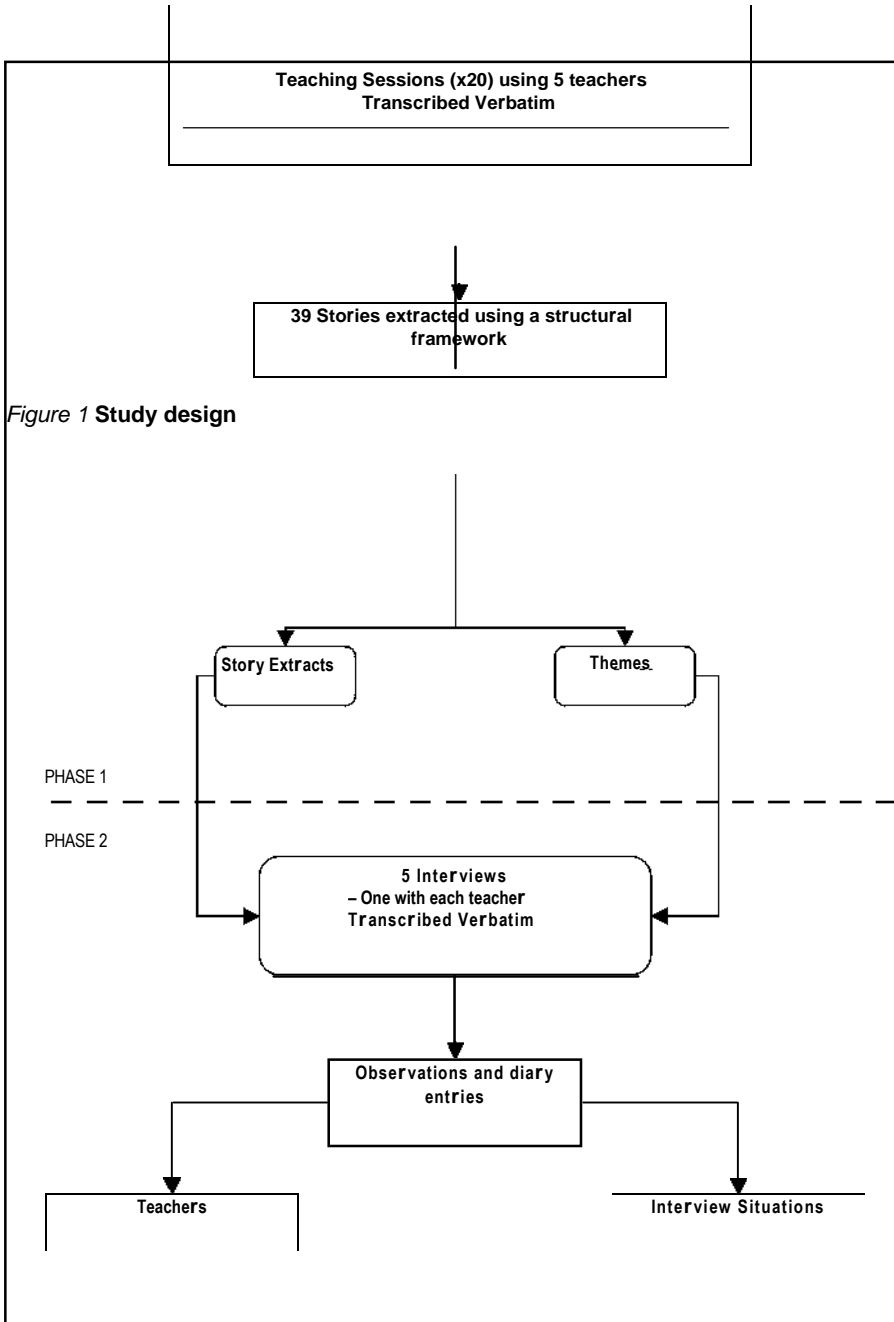 Teaching Sessions (x20) using 5 teachers
Transcribed Verbatim
39 Stories extracted using a structural
framework
Figure 1 Study design
Story Extracts
Themes
PHASE 1
PHASE 2
5 Interviews
– One with each teacher
Transcribed Verbatim
Observations and diary
entries
Teachers
Interview Situations